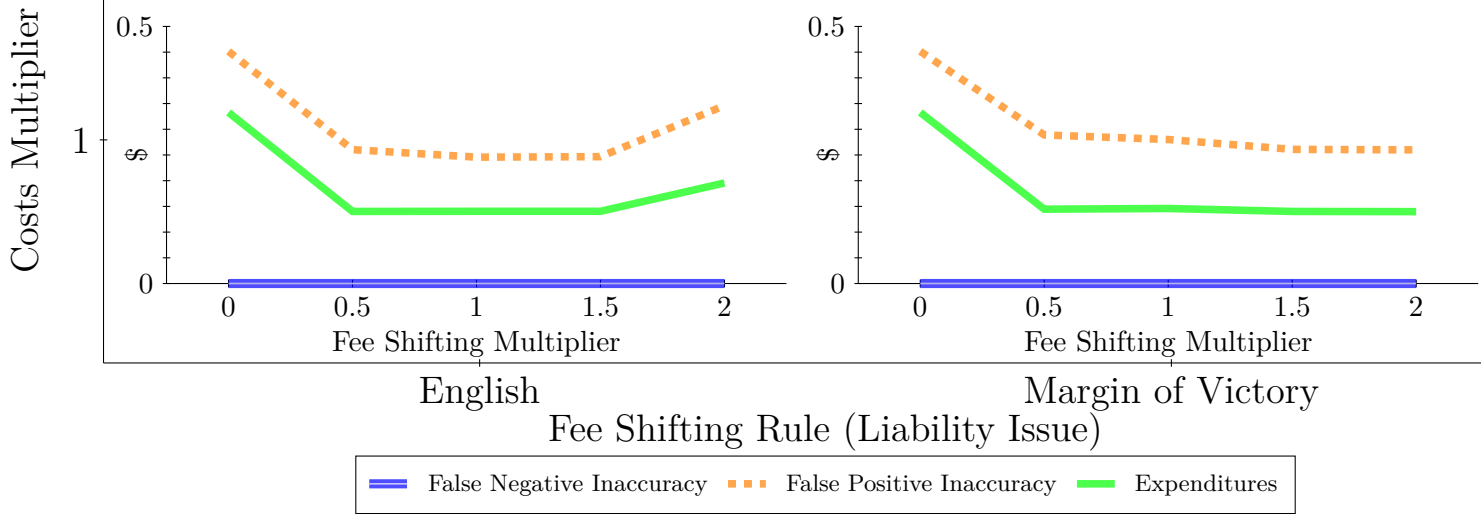 Costs Multiplier
1
0.5
$
0
0 0.5 1 1.5 2
Fee Shifting Multiplier
0.5
$
0
0 0.5 1 1.5 2
Fee Shifting Multiplier
English
Margin of Victory
Fee Shifting Rule (Liability Issue)
False Negative Inaccuracy False Positive Inaccuracy Expenditures